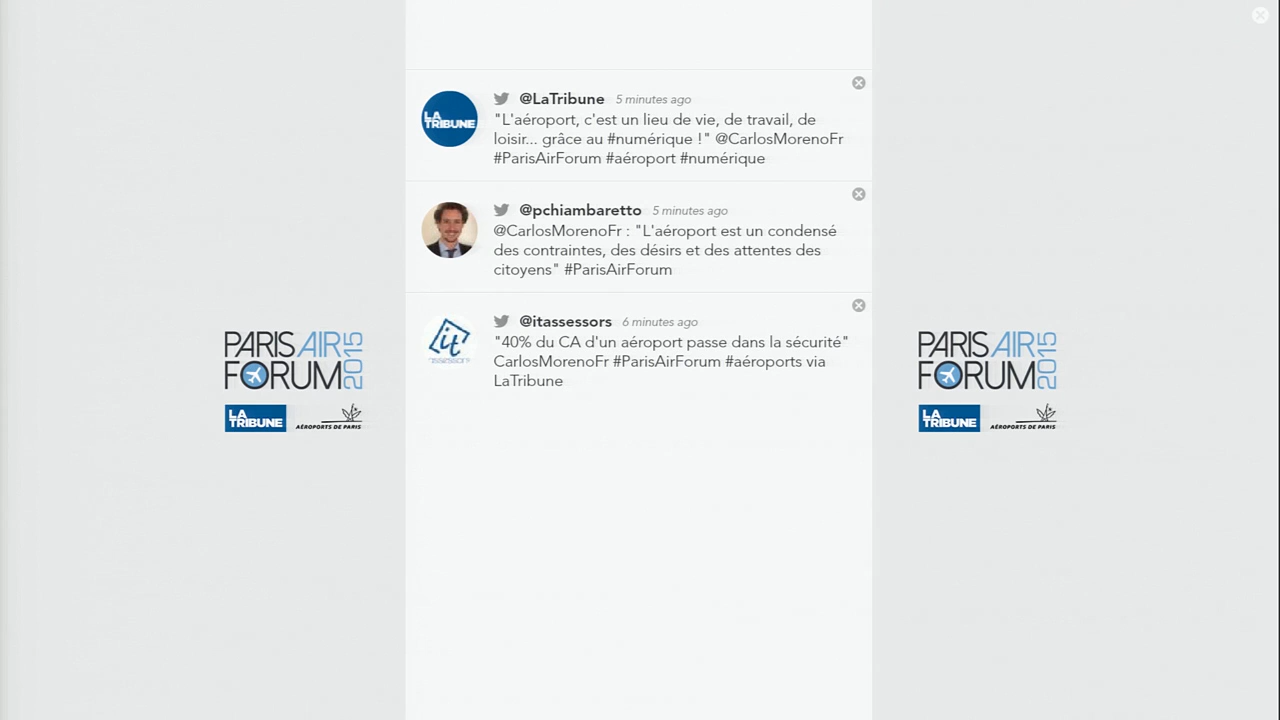 @LaTribune 5 minutes ago
"L'aéroport, c'est un lieu de vie, de travail, de
loisir... grâce au #numérique !" @CarlosMorenoFr
#ParisAirForum #aéroport #numérique
LA
TRIBUNE
@pchiambaretto 5 minutes ago
@CarlosMorenoFr : "L'aéroport est un condensé
des contraintes, des désirs et des attentes des
citoyens" #ParisAirForum
@itassessors 6 minutes ago
"40% du CA d'un aéroport passe dans la sécurité"
CarlosMorenoFr #ParisAirForum #aéroports via
LaTribune
it
PARIS AIR
FORUM 2015
LA
TRIBUNE
AÉROPORTS DE PARIS
PARIS AIR
FORUM 2015
LA
TRIBUNE
AÉROPORTS DE PARIS